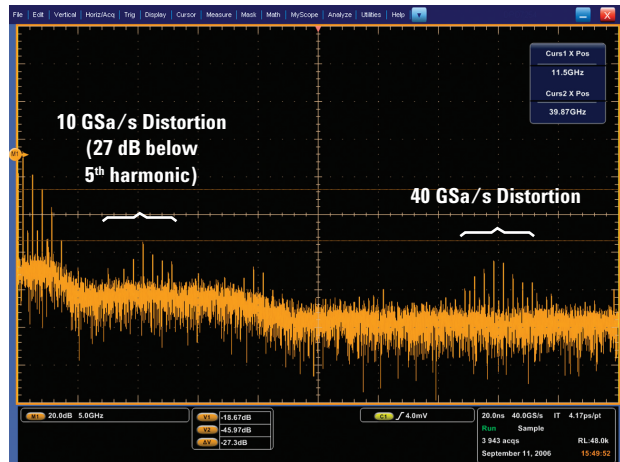 File | Edit | Vertical | Horiz/Acq | Trig | Display | Cursor | Measure | Mask | Math | MyScope | Analyze | Utilities | Help
X
Curs1 X Pos
11.5GHz
Curs2 X Pos
39.87GHz
10 GSa/s Distortion
(27 dB below
5th harmonic)
40 GSa/s Distortion
M1
M1 20.0dB 5.0GHz
V1 -18.67dB
V2 -45.97dB
ΔV -27.3dB
C1 / 4.0mV
20.0ns 40.0GS/s IT 4.17ps/pt
Run Sample
3 943 acqs RL:48.0k
September 11, 2006 15:49:52